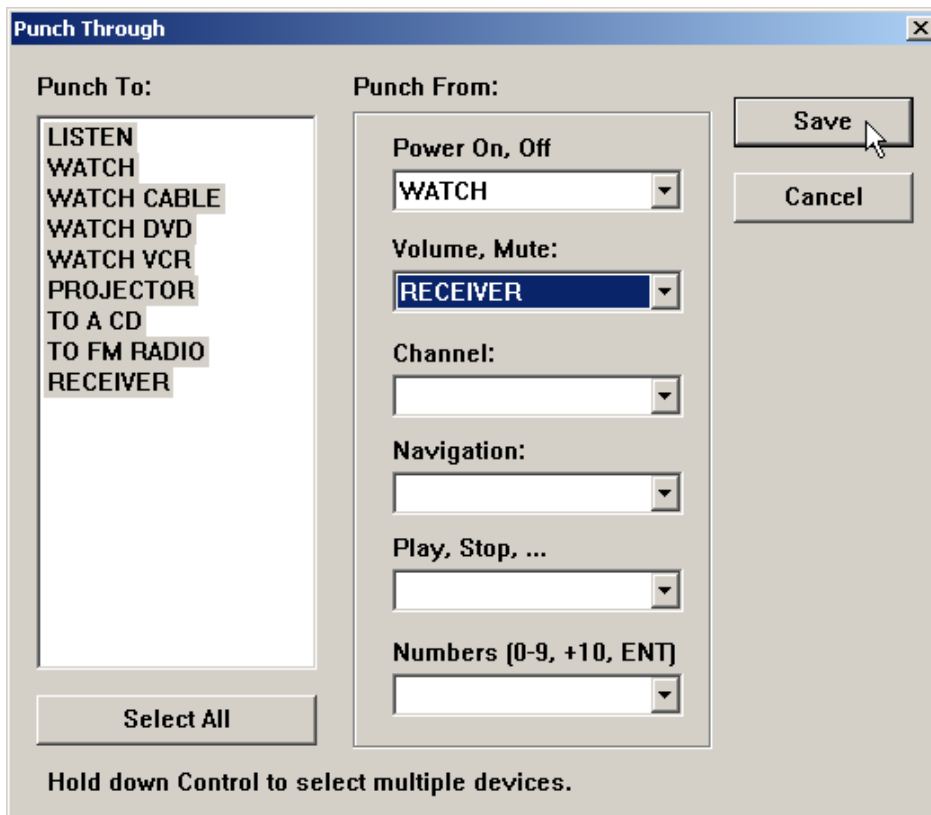 Punch Through
Punch To:
LISTEN
WATCH
WATCH CABLE
WATCH DVD
WATCH VCR
PROJECTOR
TO A CD
TO FM RADIO
RECEIVER
Select All
Hold down Control to select multiple devices.
Punch From:
Power On, Off
WATCH
Volume, Mute:
RECEIVER
Channel:
Navigation:
Play, Stop, ...
Numbers (0-9, +10, ENT)
Save
Cancel